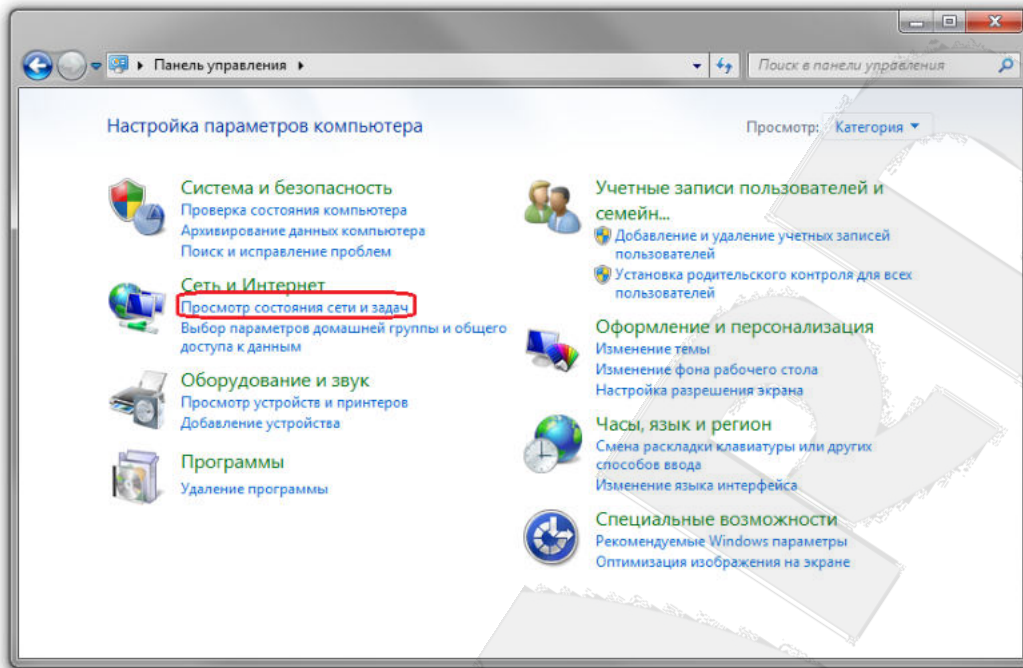 Панель управления
Поиск в панели управления
Настройка параметров компьютера
Просмотр: Категория
Система и безопасность
Проверка состояния компьютера
Архивирование данных компьютера
Поиск и исправление проблем
Сеть и Интернет
Просмотр состояния сети и задач
Выбор параметров домашней группы и общего
доступа к данным
Оборудование и звук
Просмотр устройств и принтеров
Добавление устройства
Программы
Удаление программы
Учетные записи пользователей и
семейн...
Добавление и удаление учетных записей
пользователей
Установка родительского контроля для всех
пользователей
Оформление и персонализация
Изменение темы
Изменение фона рабочего стола
Настройка разрешения экрана
Часы, язык и регион
Смена раскладки клавиатуры или других
способов ввода
Изменение языка интерфейса
Специальные возможности
Рекомендуемые Windows параметры
Оптимизация изображения на экране